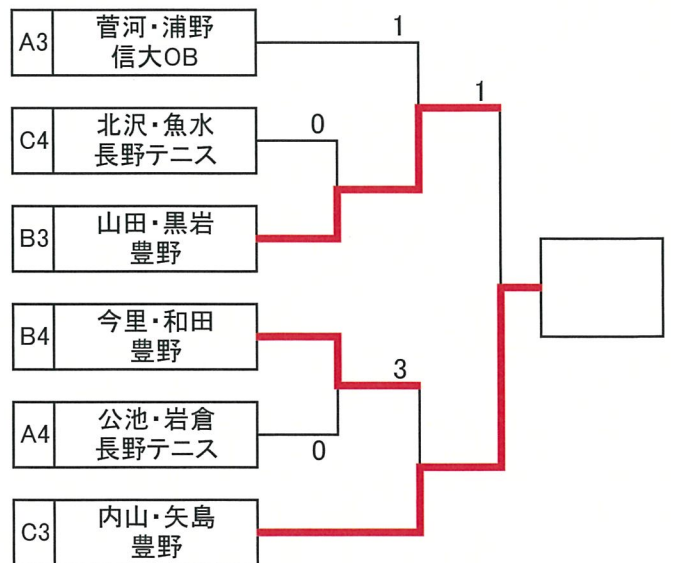 A3
菅河・浦野
信大OB
1
1
C4
北沢・魚水
長野テニス
0
B3
山田・黒岩
豊野
B4
今里・和田
豊野
3
A4
公池・岩倉
長野テニス
0
C3
内山・矢島
豊野